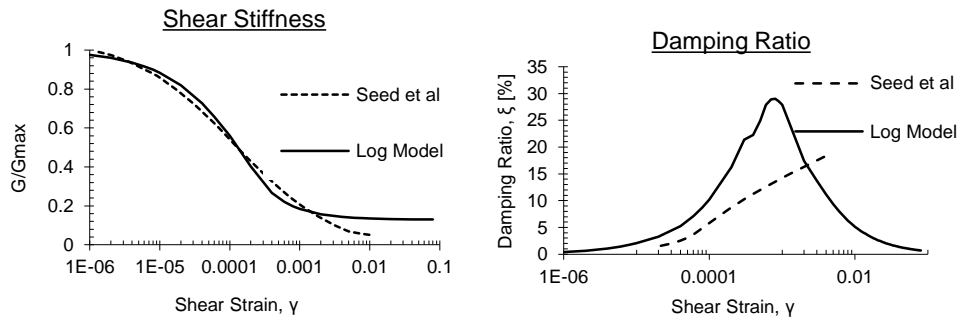 Shear Stiffness
1
0.8
0.6
0.4
0.2
0
G/Gmax
1E-06 1E-05 0.0001 0.001 0.01 0.1
Shear Strain, γ
Seed et al
Log Model
Damping Ratio
35
30
25
20
15
10
5
0
Damping Ratio, ξ [%]
1E-06 0.0001 0.01
Shear Strain, γ
Seed et al
Log Model